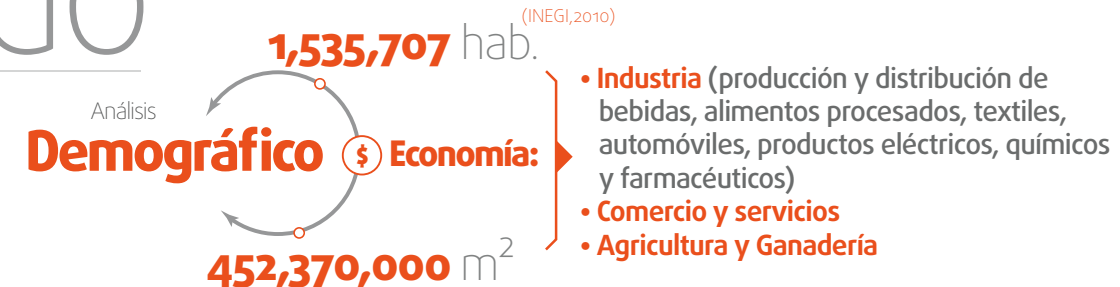 GO
(INEGI,2010)
1,535,707 hab.
Análisis
Demográfico
$ Economía:
• Industria (producción y distribución de
bebidas, alimentos procesados, textiles,
automóviles, productos eléctricos, químicos
y farmacéuticos)
• Comercio y servicios
• Agricultura y Ganadería
452,370,000 m²